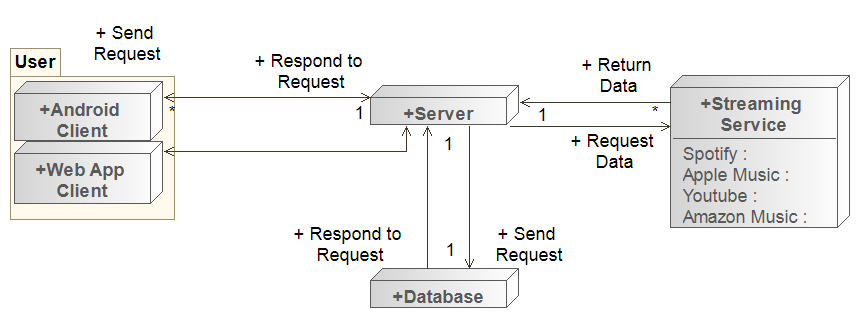 + Send
Request
User
+ Respond to
Request
+ Return
Data
+Android
Client
*
1
+Server
1
*
+Streaming
Service
+Web App
Client
1
+ Request
Data
Spotify :
Apple Music :
Youtube :
Amazon Music :
+ Respond to
Request
1
+ Send
Request
+Database